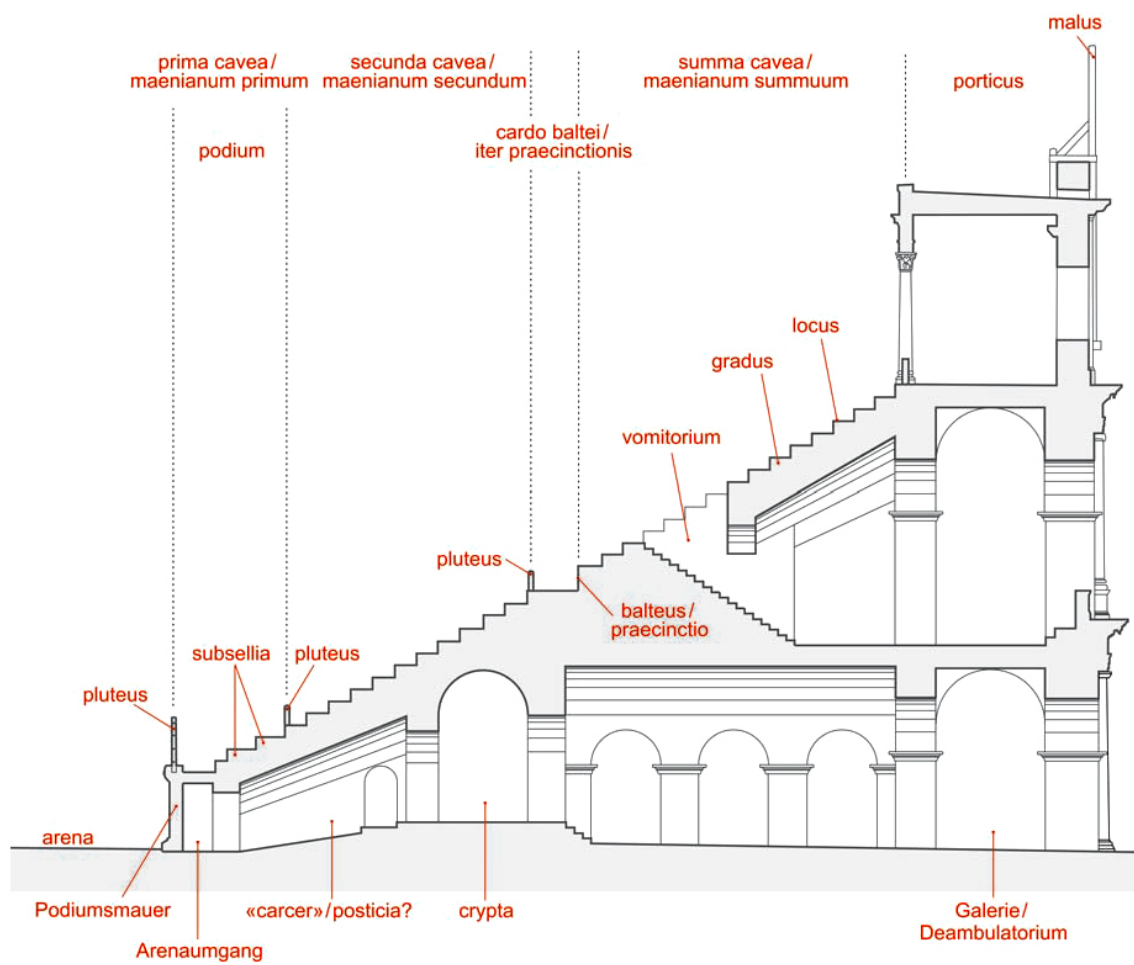 malus
prima cavea/
maenianum primum
secunda cavea/
maenianum secundum
summa cavea/
maenianum summuum
porticus
cardo baltei/
iter praecinctionis
podium
locus
gradus
vomitorium
pluteus
balteus/
praecinctio
subsellia
pluteus
pluteus
arena
Podiumsmauer
«carcer»/posticia?
crypta
Galerie/
Deambulatorium
Arenaumgang